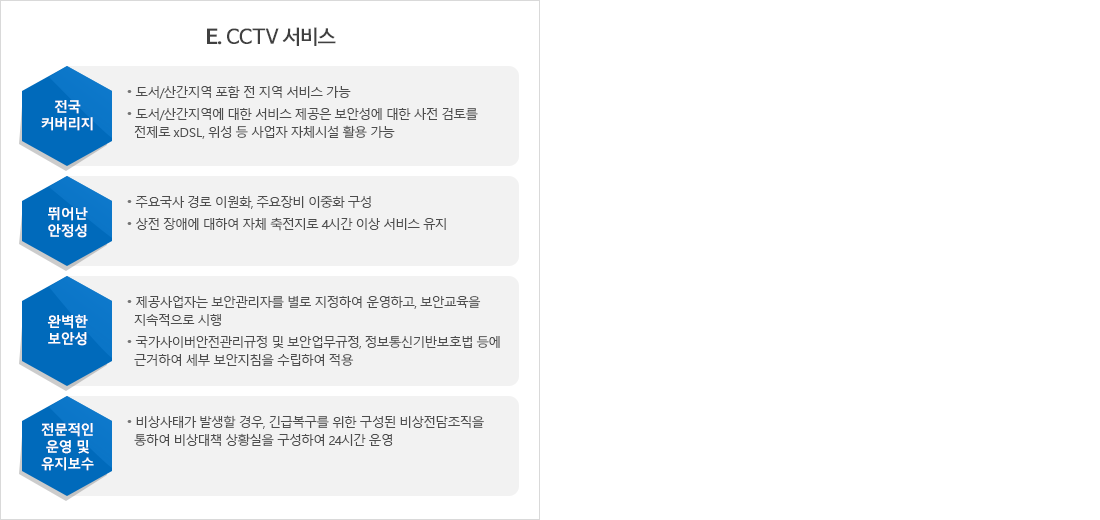 E. CCTV 서비스
전국
커버리지
• 도서/산간지역 포함 전 지역 서비스 가능
• 도서/산간지역에 대한 서비스 제공은 보안성에 대한 사전 검토를
전제로 xDSL, 위성 등 사업자 자체시설 활용 가능
뛰어난
안정성
• 주요국사 경로 이원화, 주요장비 이중화 구성
• 상전 장애에 대하여 자체 축전지로 4시간 이상 서비스 유지
완벽한
보안성
• 제공사업자는 보안관리자를 별로 지정하여 운영하고, 보안교육을
지속적으로 시행
• 국가사이버안전관리규정 및 보안업무규정, 정보통신기반보호법 등에
근거하여 세부 보안지침을 수립하여 적용
전문적인
운영 및
유지보수
• 비상사태가 발생할 경우, 긴급복구를 위한 구성된 비상전담조직을
통하여 비상대책 상황실을 구성하여 24시간 운영